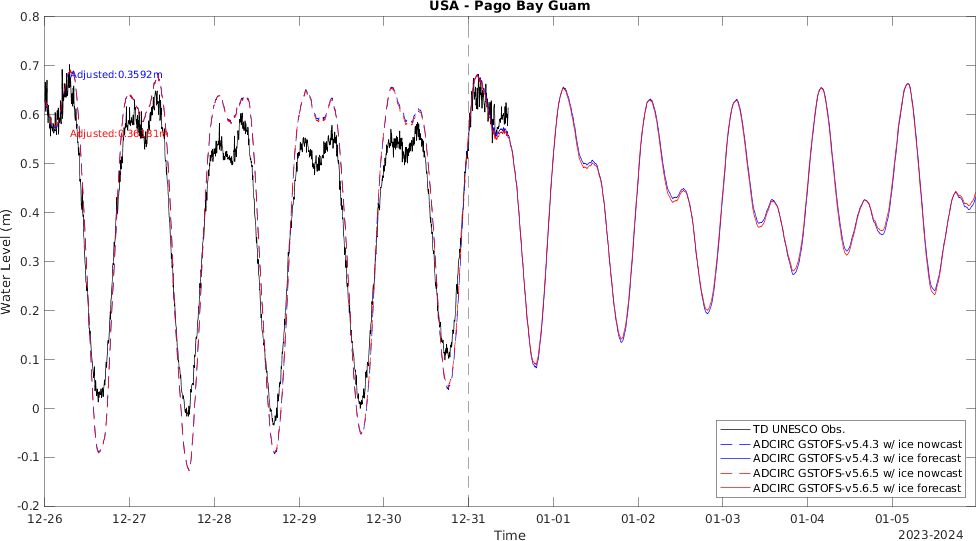 USA - Pago Bay Guam
0.8
0.7
0.6
0.5
0.4
0.3
0.2
0.1
0
-0.1
-0.2
Water Level (m)
Adjusted:0.3592m
TD UNESCO Obs.
ADCIRC GSTOFS-v5.4.3 w/ ice nowcast
ADCIRC GSTOFS-v5.4.3 w/ ice forecast
ADCIRC GSTOFS-v5.6.5 w/ ice nowcast
ADCIRC GSTOFS-v5.6.5 w/ ice forecast
12-26 12-27 12-28 12-29 12-30 12-31 01-01 01-02 01-03 01-04 01-05
Time
2023-2024